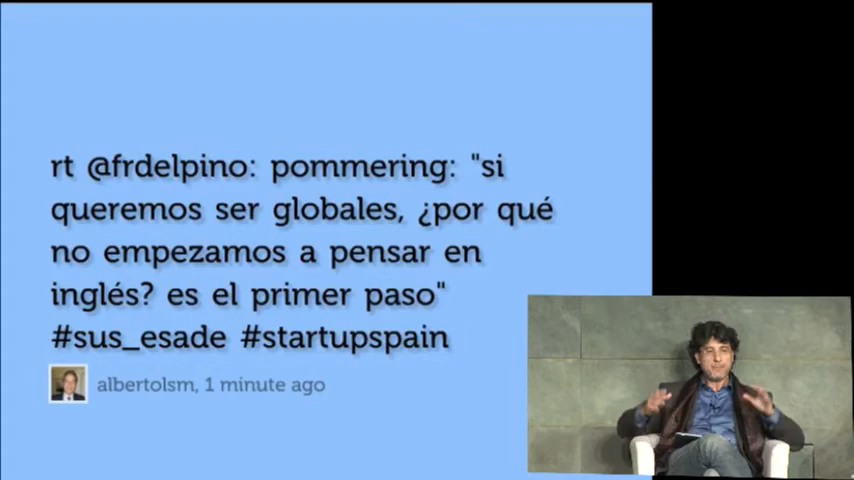 rt @frdelpino: pommering: "si
queremos ser globales, ¿por qué
no empezamos a pensar en
inglés? es el primer paso"
#sus_esade #startupspain
albertolsm, 1 minute ago